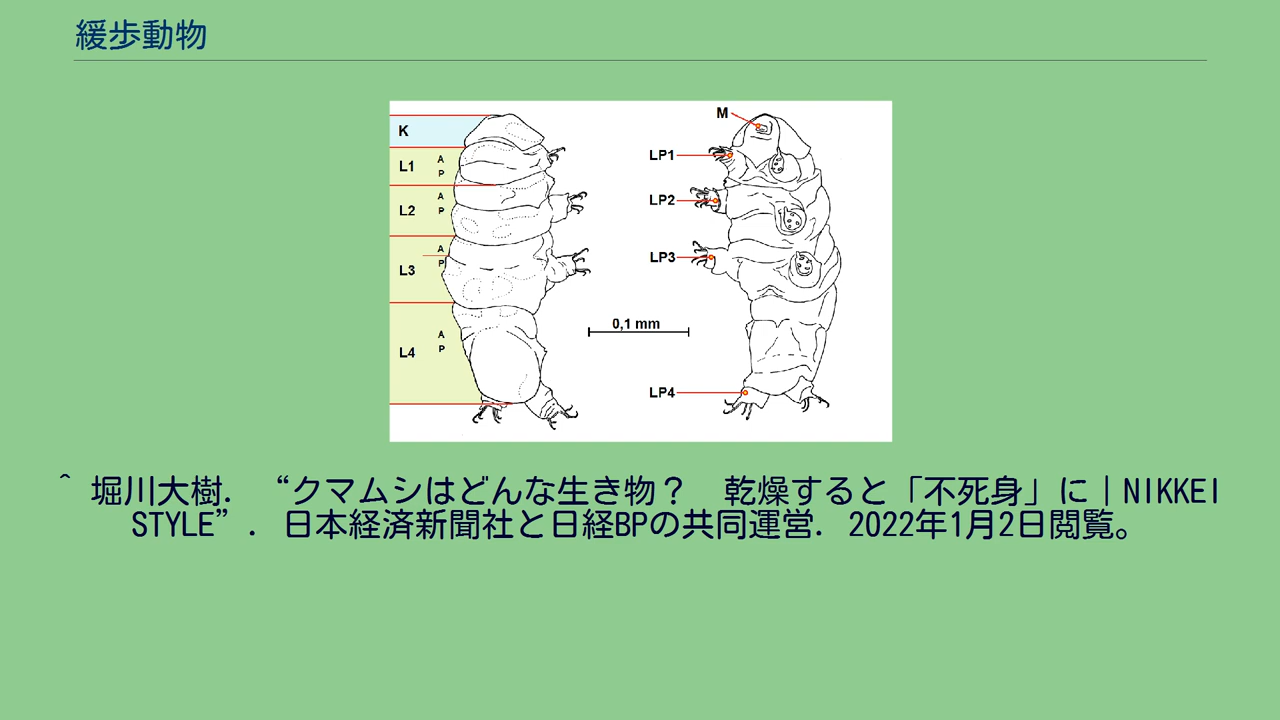 緩歩動物
K
L1
A
P
L2
A
P
L3
A
P
L4
A
P
M
LP1
LP2
LP3
0,1 mm
LP4
^ 堀川大樹. “クマムシはどんな生き物？　乾燥すると「不死身」に｜NIKKEI
STYLE”. 日本経済新聞社と日経BPの共同運営. 2022年1月2日閲覧。